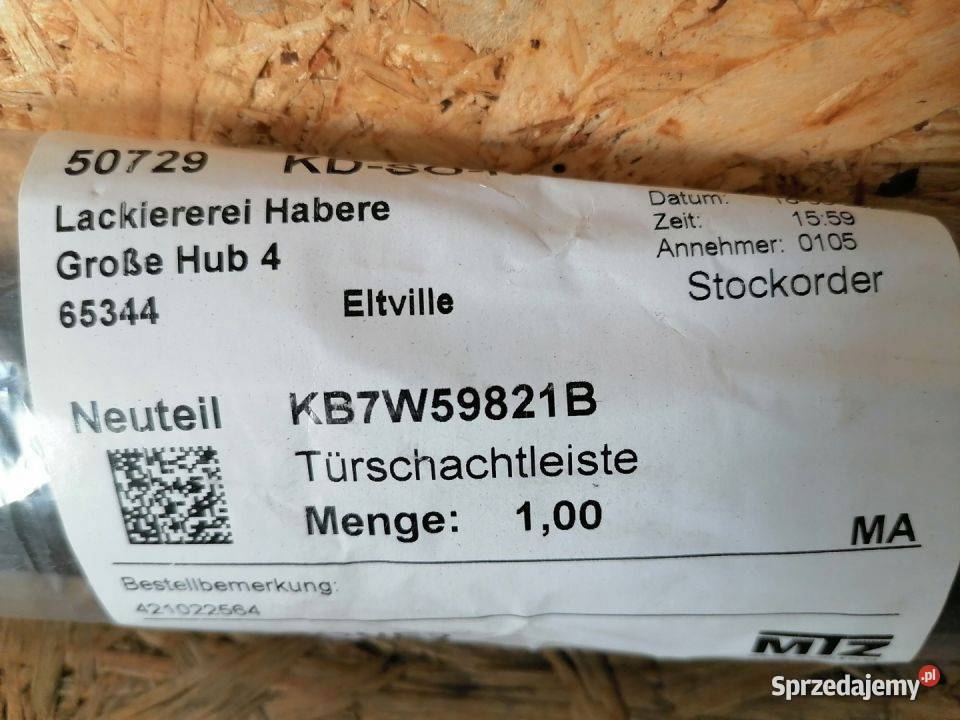 50729
Lackiererei Habere
Große Hub 4
65344 Eltville
Datum:
Zeit: 15:59
Annehmer: 0105
Stockorder
Neuteil KB7W59821B
Türschachtleiste
Menge: 1,00
MA
Bestellbemerkung:
421022564
MTZ
Sprzedajemy.pl